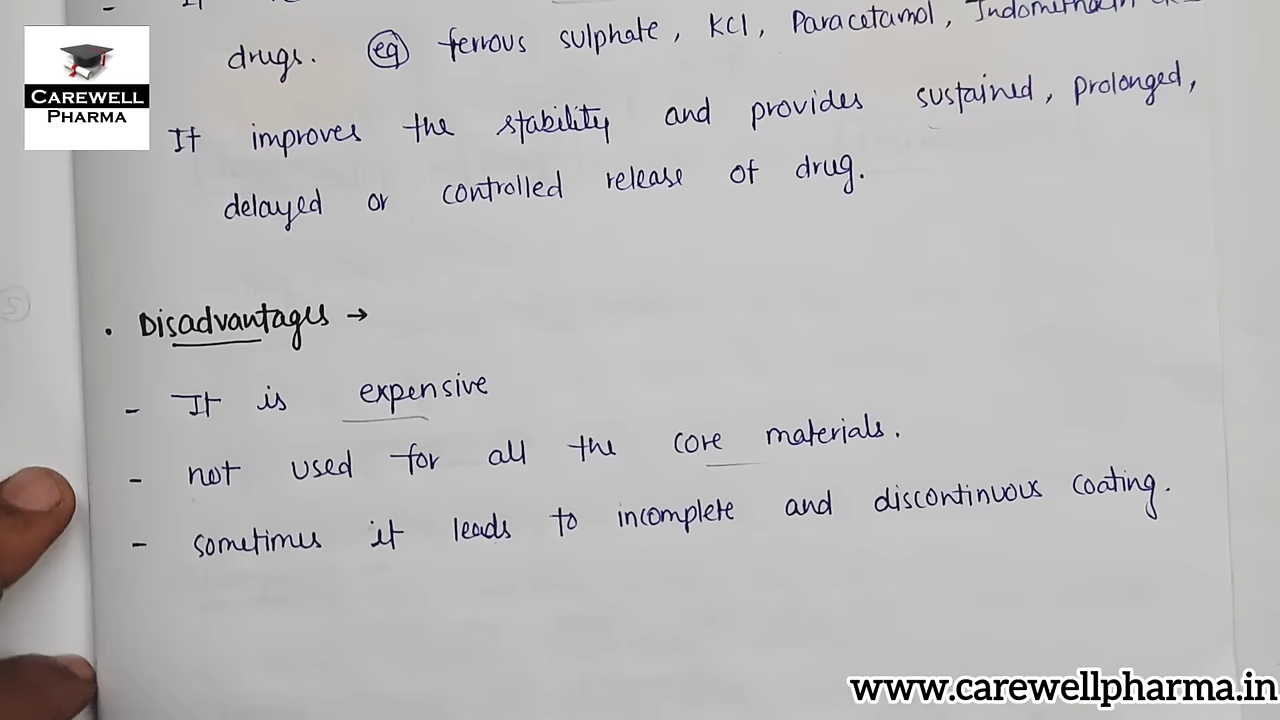 drugs. eg ferrous sulphate, KCl, Paracetamol, Indomethacin
It improves the stability and provides sustained, prolonged,
delayed or controlled release of drug.
• Disadvantages →
- It is expensive
- not used for all the core materials.
- sometimes it leads to incomplete and discontinuous coating.
CAREWELL
PHARMA
www.carewellpharma.in